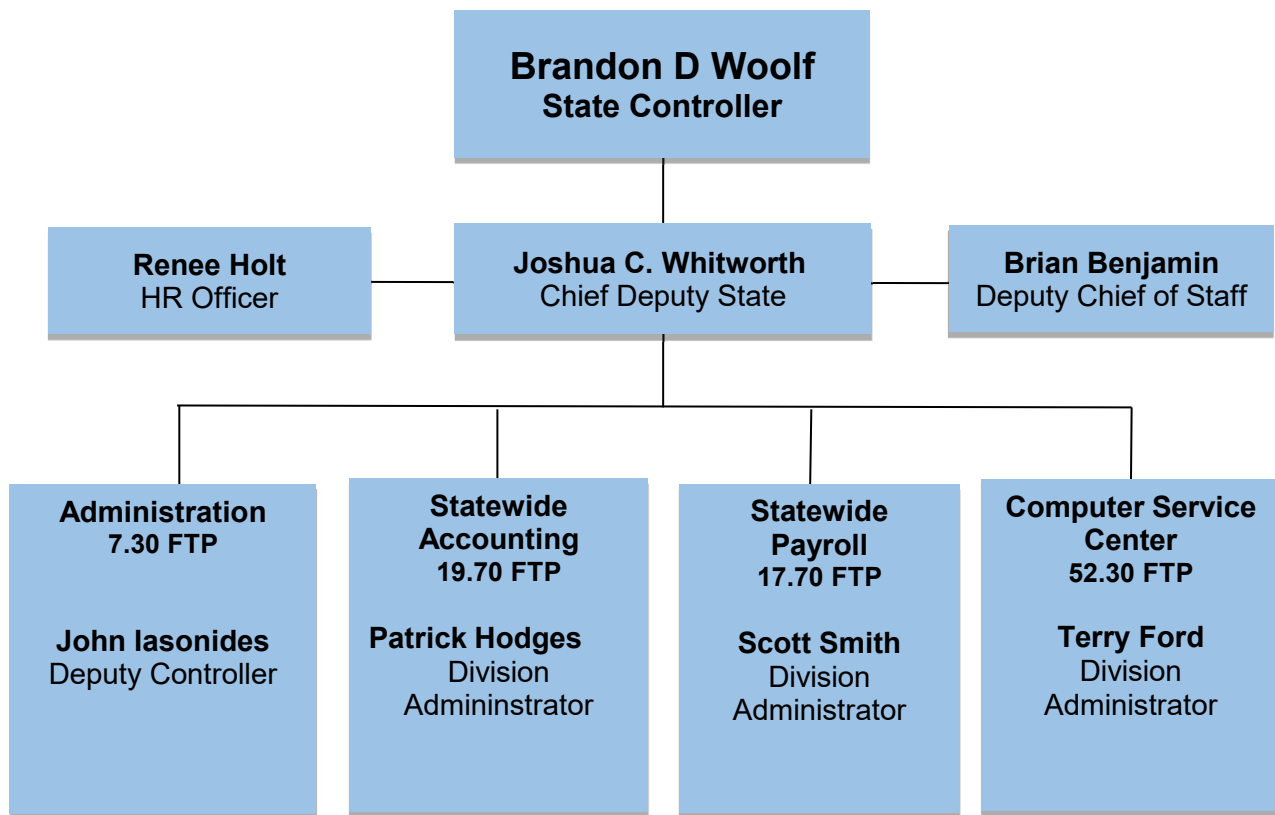 Brandon D Woolf
State Controller
Renee Holt
HR Officer
Joshua C. Whitworth
Chief Deputy State
Brian Benjamin
Deputy Chief of Staff
Administration
7.30 FTP
John Iasonides
Deputy Controller
Statewide
Accounting
19.70 FTP
Patrick Hodges
Division
Admininstrator
Statewide
Payroll
17.70 FTP
Scott Smith
Division
Administrator
Computer Service
Center
52.30 FTP
Terry Ford
Division
Administrator